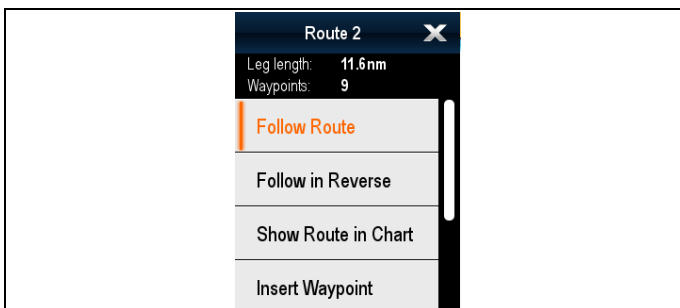 Route 2 X
Leg length: 11.6nm
Waypoints: 9
Follow Route
Follow in Reverse
Show Route in Chart
Insert Waypoint